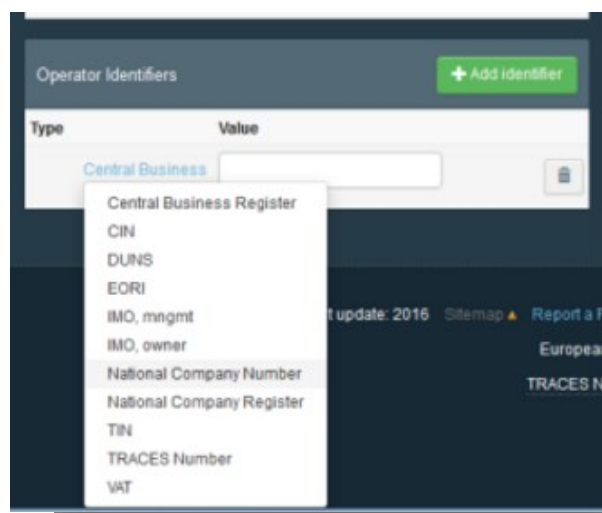 Operator Identifiers
+ Add identifier
Type Value
Central Business
Central Business Register
CIN
DUNS
EORI
IMO, mngmt
t update: 2016 Sitemap Report a
IMO, owner
Europea
National Company Number
TRACES N
National Company Register
TIN
TRACES Number
VAT